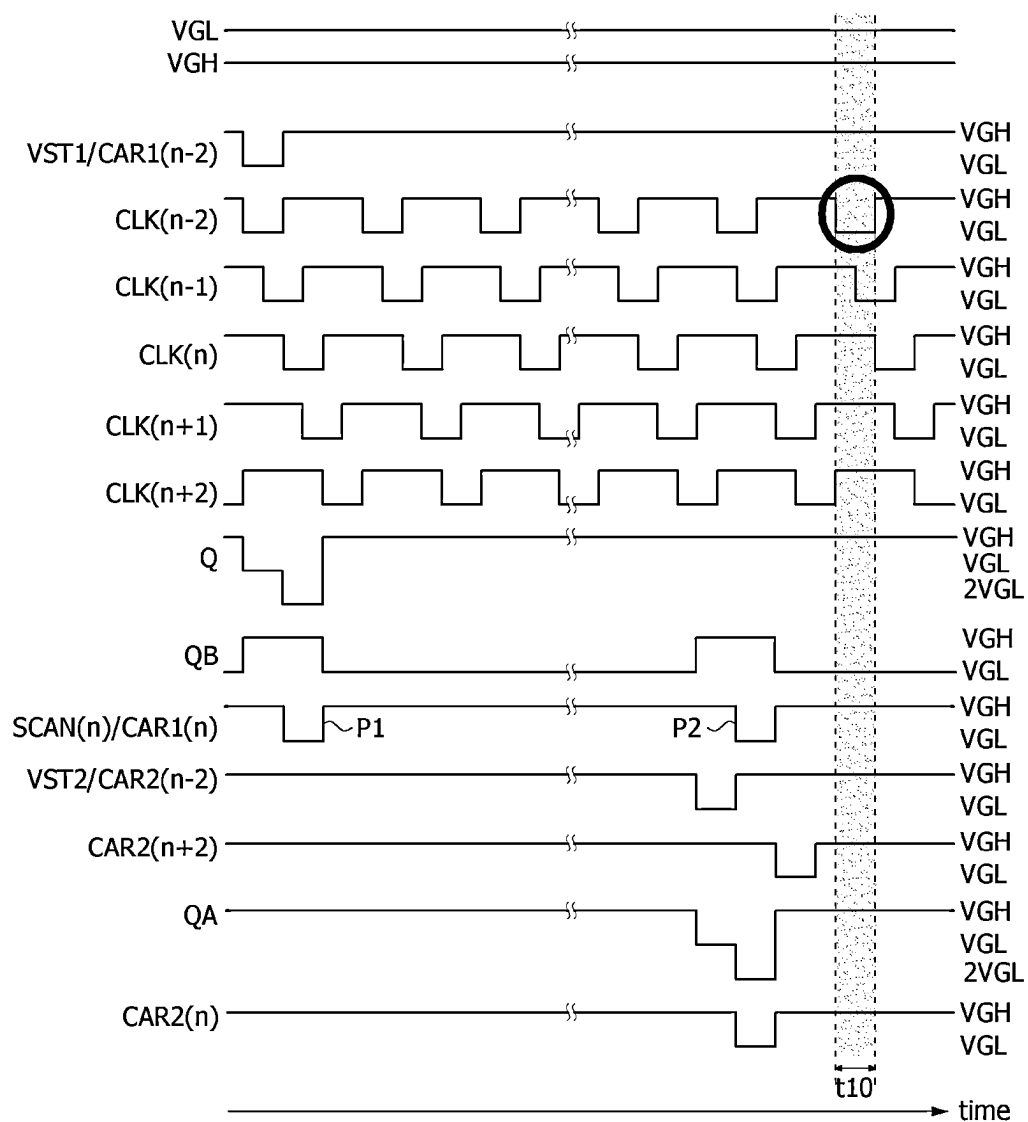 VGL
VGH
VST1/CAR1(n-2)
VGH
VGL
CLK(n-2)
VGH
VGL
CLK(n-1)
VGH
VGL
CLK(n)
VGH
VGL
CLK(n+1)
VGH
VGL
CLK(n+2)
VGH
VGL
Q
VGH
VGL
2VGL
QB
VGH
VGL
SCAN(n)/CAR1(n)
P1
P2
VGH
VGL
VST2/CAR2(n-2)
VGH
VGL
CAR2(n+2)
VGH
VGL
QA
VGH
VGL
2VGL
CAR2(n)
VGH
VGL
t10
time